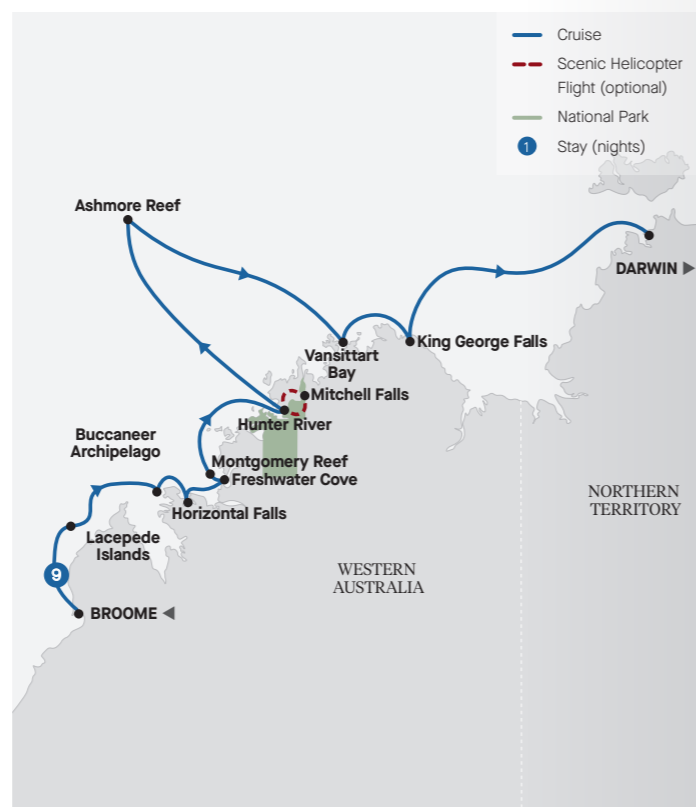 Cruise
Scenic Helicopter
Flight (optional)
National Park
1
Stay (nights)
Ashmore Reef
DARWIN
King George Falls
Vansittart
Bay
Mitchell Falls
Hunter River
Buccaneer
Archipelago
Montgomery Reef
Freshwater Cove
Horizontal Falls
NORTHERN
TERRITORY
Lacepede
Islands
WESTERN
AUSTRALIA
9
BROOME